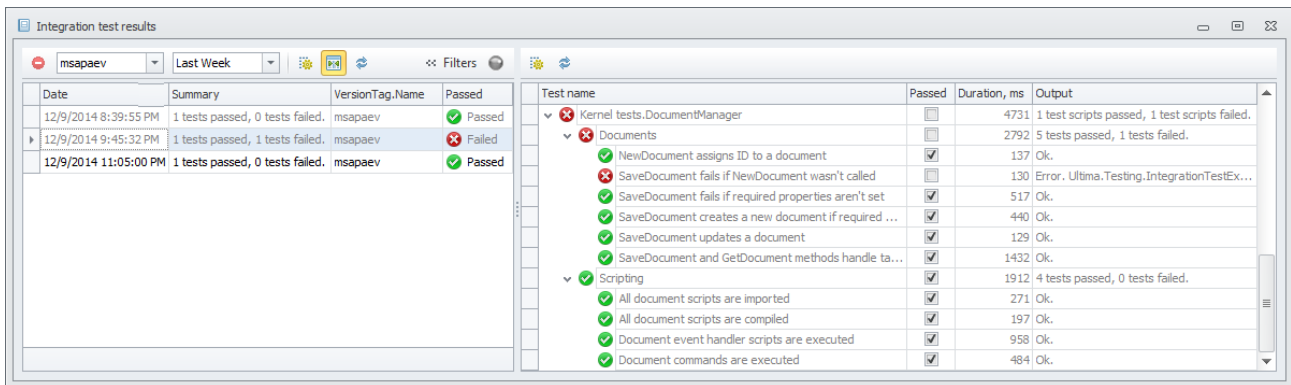 Integration test results
msapaev Last Week << Filters
Date Summary VersionTag.Name Passed
12/9/2014 8:39:55 PM 1 tests passed, 0 tests failed. msapaev Passed
12/9/2014 9:45:32 PM 1 tests passed, 1 tests failed. msapaev Failed
12/9/2014 11:05:00 PM 1 tests passed, 0 tests failed. msapaev Passed
Test name Passed Duration, ms Output
Kernel tests.DocumentManager 4731 1 test scripts passed, 1 test scripts failed.
Documents 2792 5 tests passed, 1 tests failed.
NewDocument assigns ID to a document 137 Ok.
SaveDocument fails if NewDocument wasn't called 130 Error. Ultima.Testing.IntegrationTestEx...
SaveDocument fails if required properties aren't set 517 Ok.
SaveDocument creates a new document if required ... 440 Ok.
SaveDocument updates a document 129 Ok.
SaveDocument and GetDocument methods handle ta... 1432 Ok.
Scripting 1912 4 tests passed, 0 tests failed.
All document scripts are imported 271 Ok.
All document scripts are compiled 197 Ok.
Document event handler scripts are executed 958 Ok.
Document commands are executed 484 Ok.